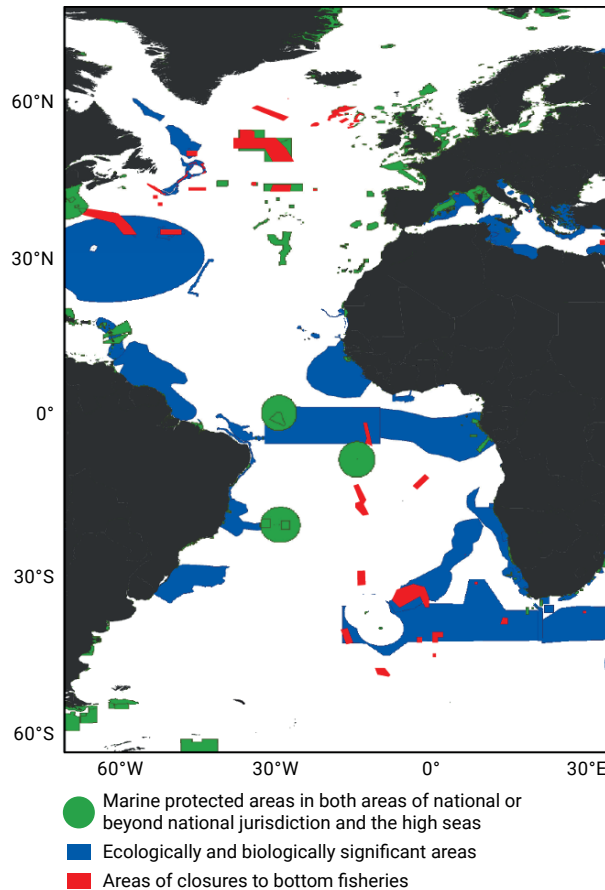 60°N
30°N
0°
30°S
60°S
60°W 30°W 0° 30°E
Marine protected areas in both areas of national or
beyond national jurisdiction and the high seas
Ecologically and biologically significant areas
Areas of closures to bottom fisheries